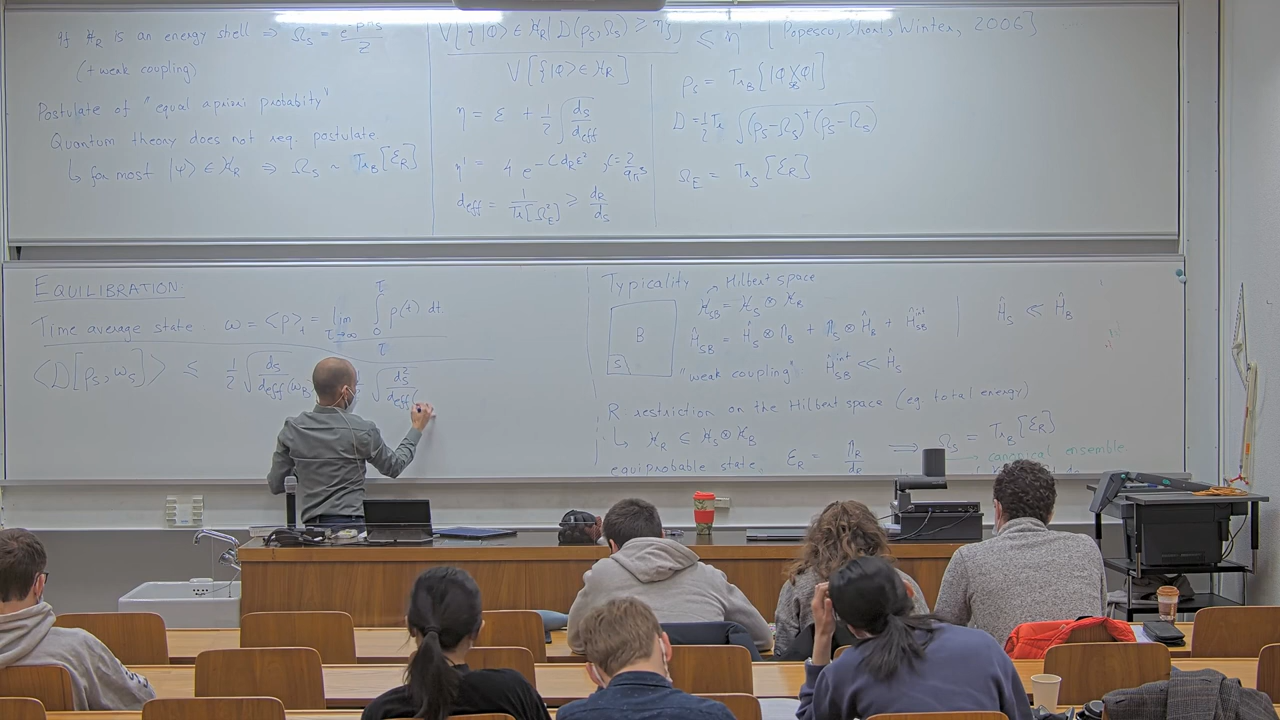 If ℋ_R is an energy shell ⇒ Ω_S = e^{-βH_S}/Z
(+ weak coupling)
Postulate of "equal apriori probability"
Quantum theory does not req. postulate
↳ for most |ψ⟩ ∈ ℋ_R ⇒ Ω_S ~ Tr_B[ℰ_R]
V[{|Φ⟩ ∈ ℋ_R | D(ρ_S, Ω_S) ≥ η}] / V[{|Φ⟩ ∈ ℋ_R}] ≤ η' [Popescu, Short, Winter, 2006]
η = ε + 1/2 √(d_S/d_eff)
η' = 4 e^{-C d_R ε²}, C = 2/9π³
d_eff = 1/Tr[Ω_E²] ≥ d_R/d_S
ρ_S = Tr_B{|Φ⟩⟨Φ|}
D = 1/2 Tr √((ρ_S-Ω_S)†(ρ_S-Ω_S))
Ω_E = Tr_S[ℰ_R]
EQUILIBRATION:
Time average state ω = ⟨ρ⟩_t = lim_{τ→∞} ∫_0^τ ρ(t) dt. / τ
⟨D[ρ_S, ω_S]⟩ ≤ 1/2 √(d_S/d_eff(ω_B √(d_S²/d_eff(
Typicality
Hilbert space
ℋ_SB = ℋ_S ⊗ ℋ_B
B
S
Ĥ_SB = Ĥ_S ⊗ 𝟙_B + 𝟙_S ⊗ Ĥ_B + Ĥ_SB^int | Ĥ_S ≪ Ĥ_B
"weak coupling" Ĥ_SB^int ≪ Ĥ_S
R restriction on the Hilbert space (eg total energy)
↳ ℋ_R ⊆ ℋ_S ⊗ ℋ_B
equiprobable state. ℰ_R = 𝟙_R/d_R ⇒ Ω_S = Tr_B[ℰ_R]
canonical ensemble